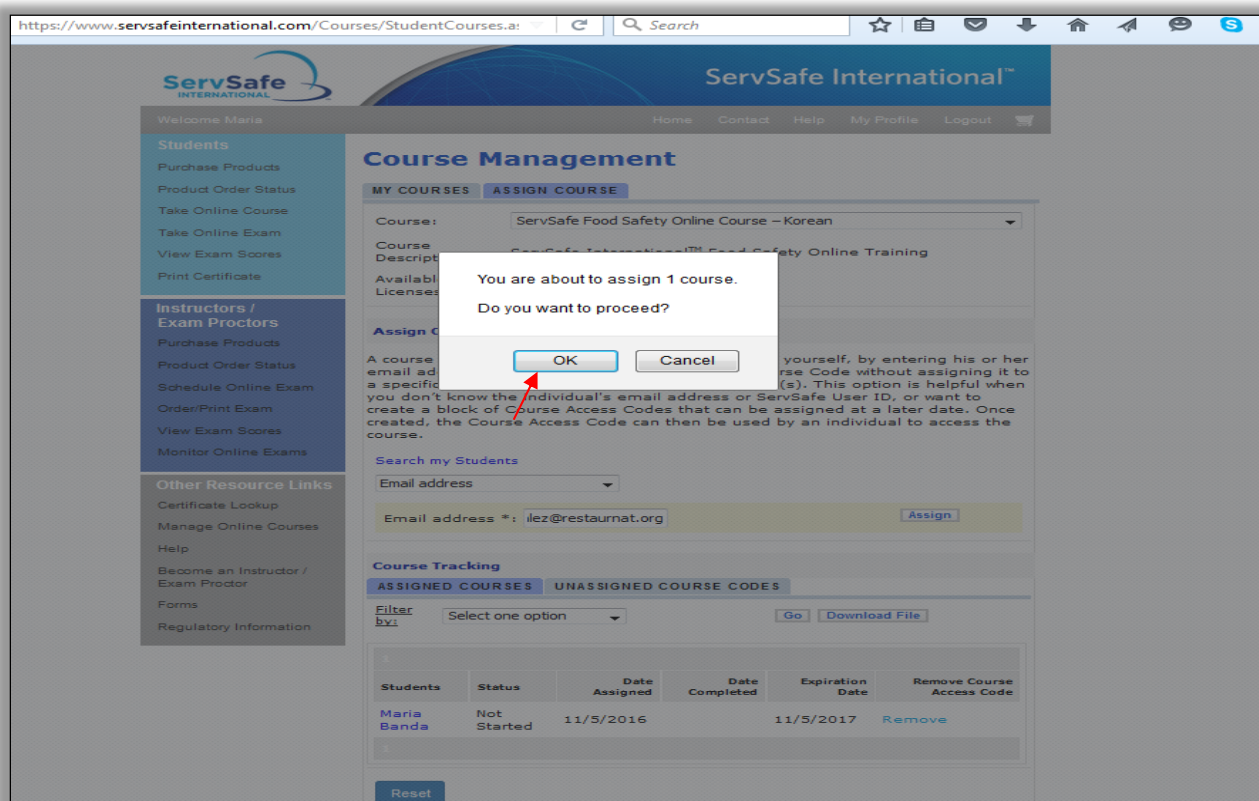 https://www.servsafeinternational.com/Courses/StudentCourses.as
Search
ServSafe
INTERNATIONAL
ServSafe International™
Welcome Maria
Home Contact Help My Profile Logout
Students
Purchase Products
Product Order Status
Take Online Course
Take Online Exam
View Exam Scores
Print Certificate
Instructors /
Exam Proctors
Purchase Products
Product Order Status
Schedule Online Exam
Order/Print Exam
View Exam Scores
Monitor Online Exams
Other Resource Links
Certificate Lookup
Manage Online Courses
Help
Become an Instructor /
Exam Proctor
Forms
Regulatory Information
Course Management
MY COURSES ASSIGN COURSE
Course: ServSafe Food Safety Online Course – Korean
Course
Descript ServSafe International™ Food Safety Online Training
Availabl
Licenses
You are about to assign 1 course.
Do you want to proceed?
OK Cancel
Assign C
A course yourself, by entering his or her
email ad rse Code without assigning it to
a specific (s). This option is helpful when
you don't know the individual's email address or ServSafe User ID, or want to
create a block of Course Access Codes that can be assigned at a later date. Once
created, the Course Access Code can then be used by an individual to access the
course.
Search my Students
Email address
Email address *: ilez@restaurnat.org Assign
Course Tracking
ASSIGNED COURSES UNASSIGNED COURSE CODES
Filter
by: Select one option Go Download File
Students Status Date Assigned Date Completed Expiration Date Remove Course Access Code
Maria Banda Not Started 11/5/2016 11/5/2017 Remove
Reset